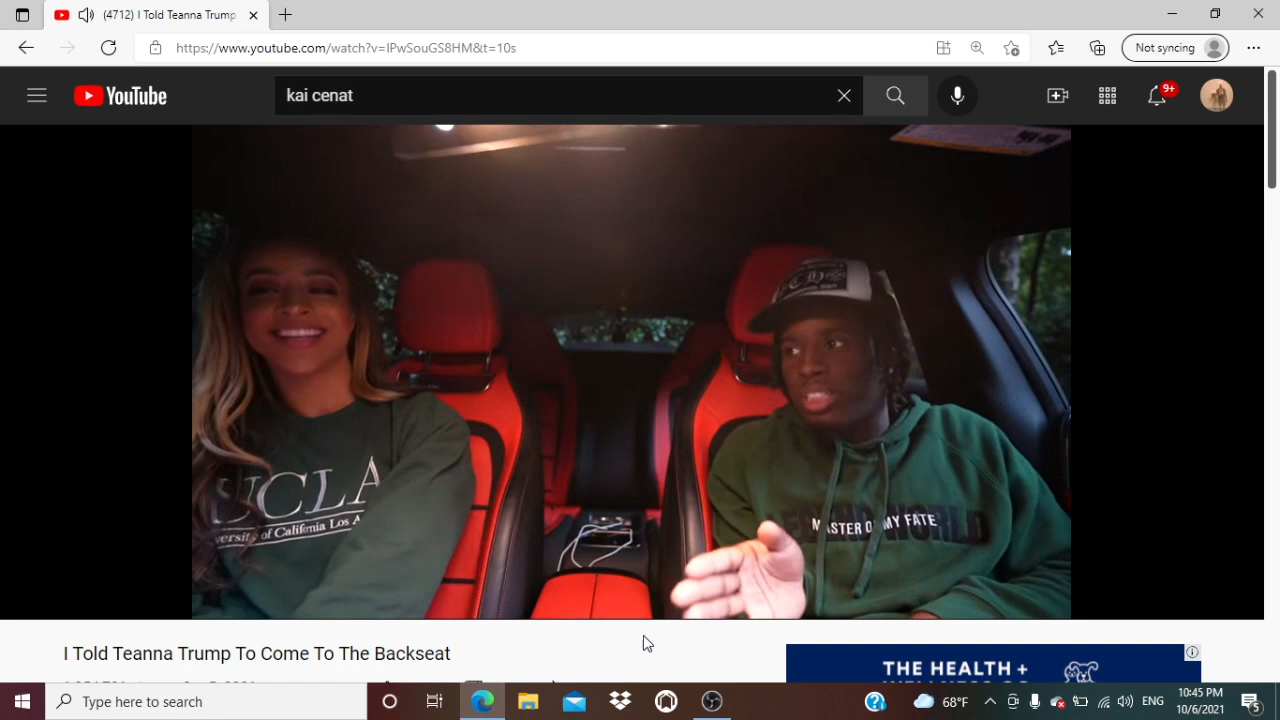 (4712) I Told Teanna Trump
https://www.youtube.com/watch?v=IPwSouGS8HM&t=10s
Not syncing
YouTube
kai cenat
9+
UCLA
of California Los
MASTER OF MY FATE
I Told Teanna Trump To Come To The Backseat
THE HEALTH +
Type here to search
68°F
ENG
10:45 PM
10/6/2021
5